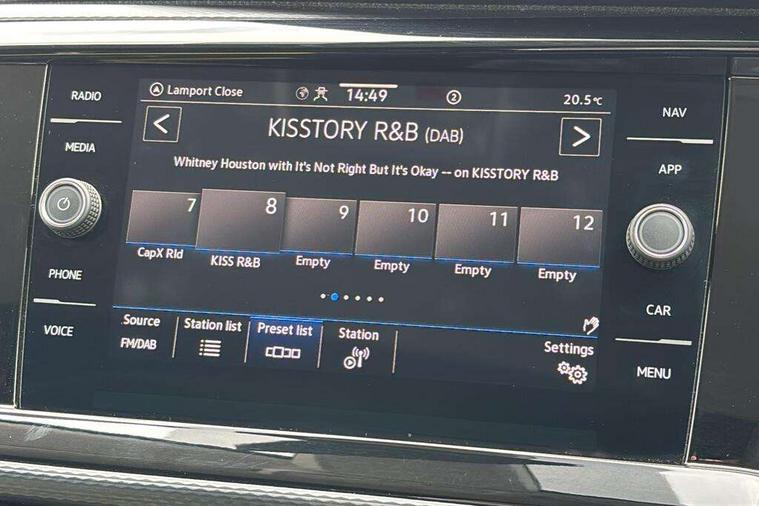 RADIO
MEDIA
PHONE
VOICE
Lamport Close
14:49
2
20.5°C
KISSTORY R&B (DAB)
Whitney Houston with It's Not Right But It's Okay -- on KISSTORY R&B
7 8 9 10 11 12
CapX Rld KISS R&B Empty Empty Empty Empty
Source Station list Preset list Station Settings
FM/DAB
NAV
APP
CAR
MENU